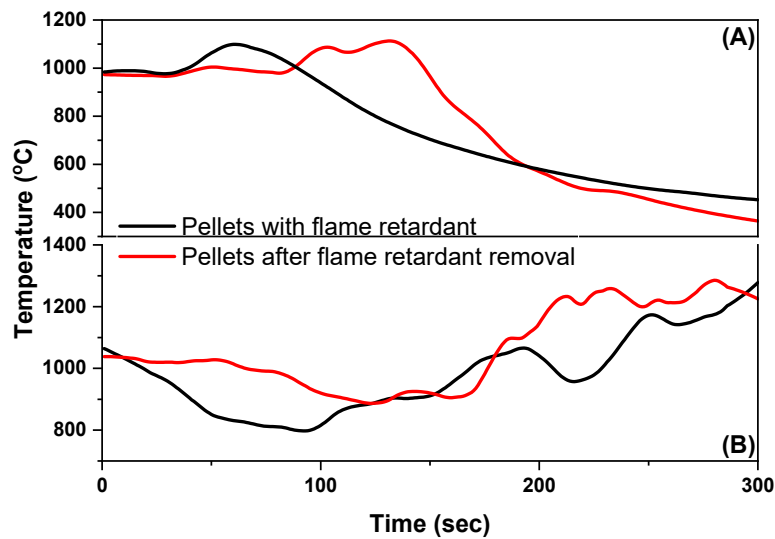 1200
(A)
1000
800
600
400
Pellets with flame retardant
Temperature (°C)
1400
Pellets after flame retardant removal
1200
1000
800
(B)
0
100
200
300
Time (sec)